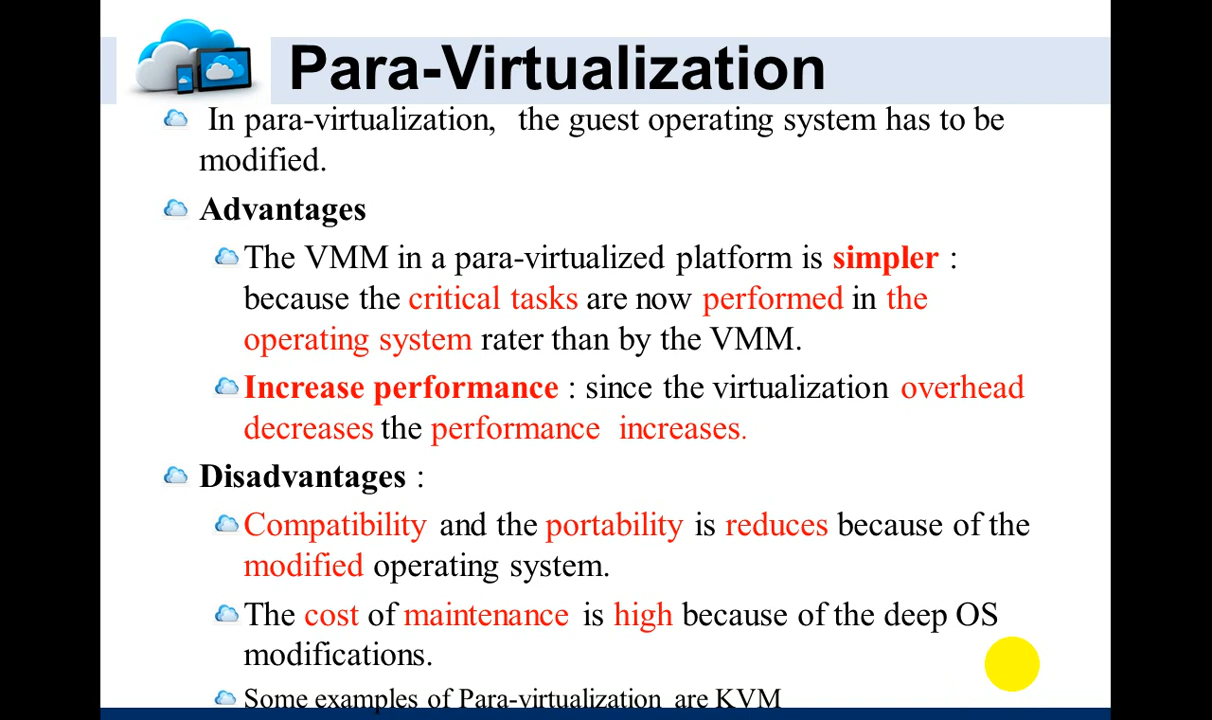 Para-Virtualization
In para-virtualization, the guest operating system has to be
modified.
Advantages
The VMM in a para-virtualized platform is simpler :
because the critical tasks are now performed in the
operating system rater than by the VMM.
Increase performance : since the virtualization overhead
decreases the performance increases.
Disadvantages :
Compatibility and the portability is reduces because of the
modified operating system.
The cost of maintenance is high because of the deep OS
modifications.
Some examples of Para-virtualization are KVM